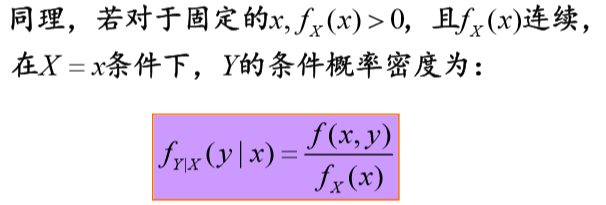 同理，若对于固定的x, f_X(x) > 0，且f_X(x)连续，
在X = x条件下，Y的条件概率密度为：
f_{Y|X}(y | x) = \frac{f(x, y)}{f_X(x)}